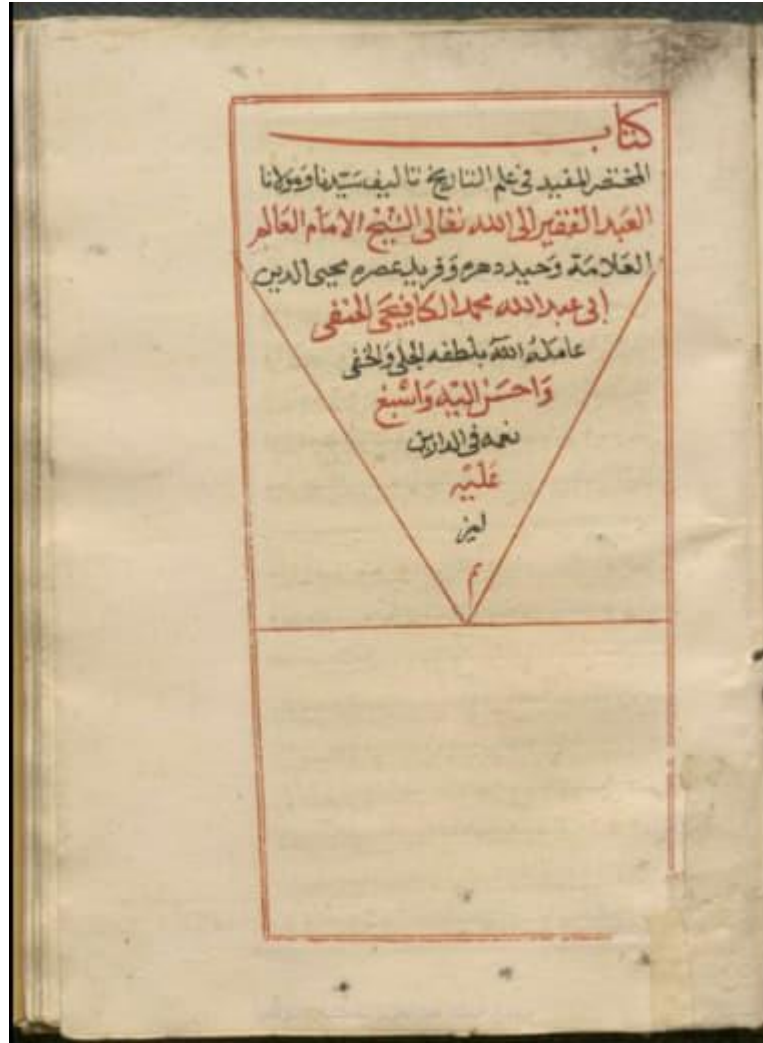 كتاب
المختصر المفيد في علم التاريخ تاليف سيّدنا ومولانا
العبد الفقير الى الله تعالى الشيخ الامام العالم
العلامة وحيد دهره وفريد عصره محيي الدين
ابي عبد الله محمد الكافيجي الحنفي
عامله الله بلطفه الجلي والخفي
واحسن اليه واسبغ
نعمه في الدارين
عليه
م